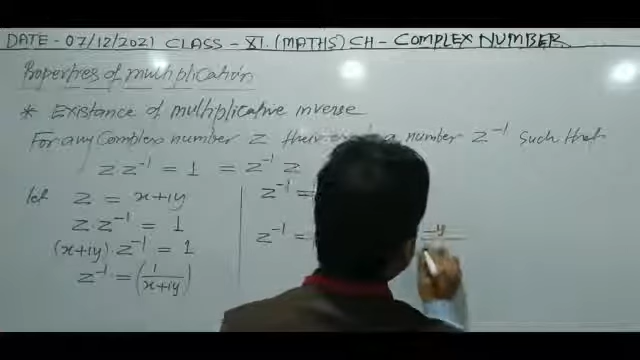 DATE - 07/12/2021 CLASS - XI. (MATHS) CH - COMPLEX NUMBER
Properties of multiplication
* Existance of multiplicative inverse
For any Complex number z a number z⁻¹ such that
z.z⁻¹ = 1 = z⁻¹ z
let z = x+iy
z.z⁻¹ = 1
(x+iy).z⁻¹ = 1
z⁻¹ = (1/x+iy)
z⁻¹ =
z⁻¹ =